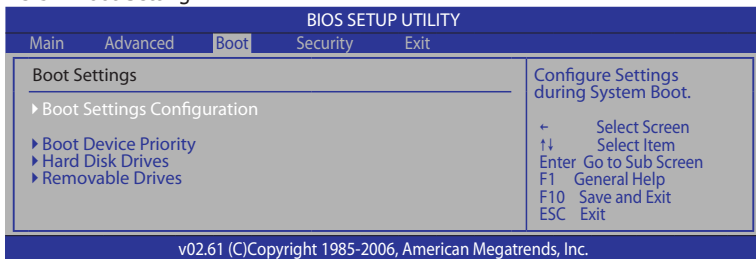 BIOS SETUP UTILITY
Main Advanced Boot Security Exit
Boot Settings
Boot Settings Configuration
Boot Device Priority
Hard Disk Drives
Removable Drives
Configure Settings
during System Boot.
← Select Screen
↑↓ Select Item
Enter Go to Sub Screen
F1 General Help
F10 Save and Exit
ESC Exit
v02.61 (C)Copyright 1985-2006, American Megatrends, Inc.